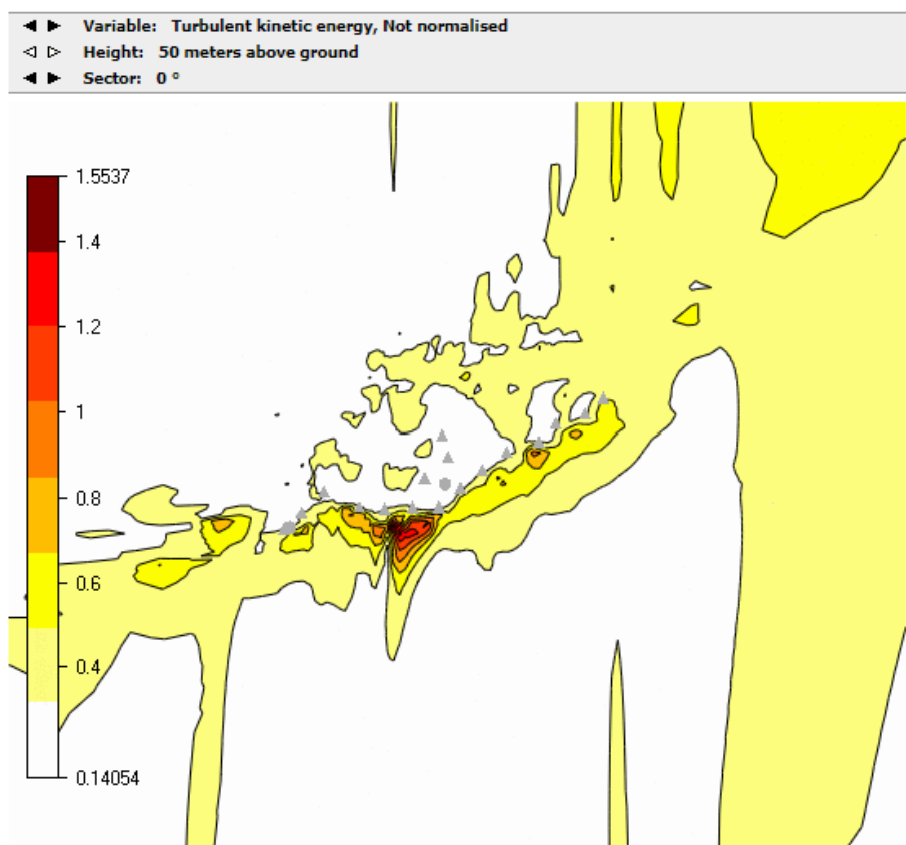 Variable: Turbulent kinetic energy, Not normalised
Height: 50 meters above ground
Sector: 0 °
1.5537
1.4
1.2
1
0.8
0.6
0.4
0.14054